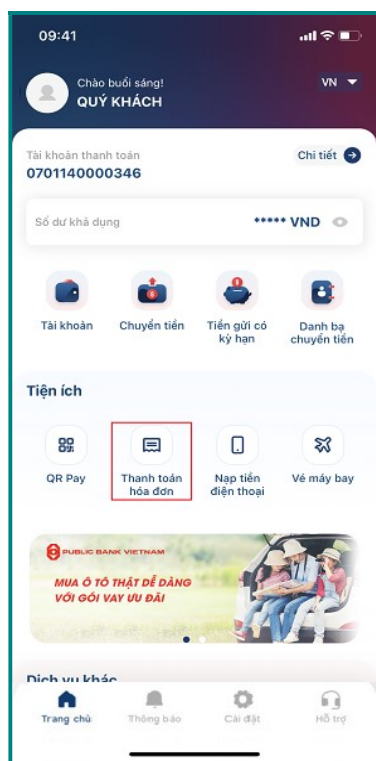 09:41
Chào buổi sáng!
QUÝ KHÁCH
VN
Tài khoản thanh toán
Chi tiết
0701140000346
Số dư khả dụng
***** VND
Tài khoản
Chuyển tiền
Tiền gửi có
kỳ hạn
Danh bạ
chuyển tiền
Tiện ích
QR Pay
Thanh toán
hóa đơn
Nạp tiền
điện thoại
Vé máy bay
PUBLIC BANK VIETNAM
MUA Ô TÔ THẬT DỄ DÀNG
VỚI GÓI VAY ƯU ĐÃI
Dịch vụ khác
Trang chủ
Thông báo
Cài đặt
Hỗ trợ